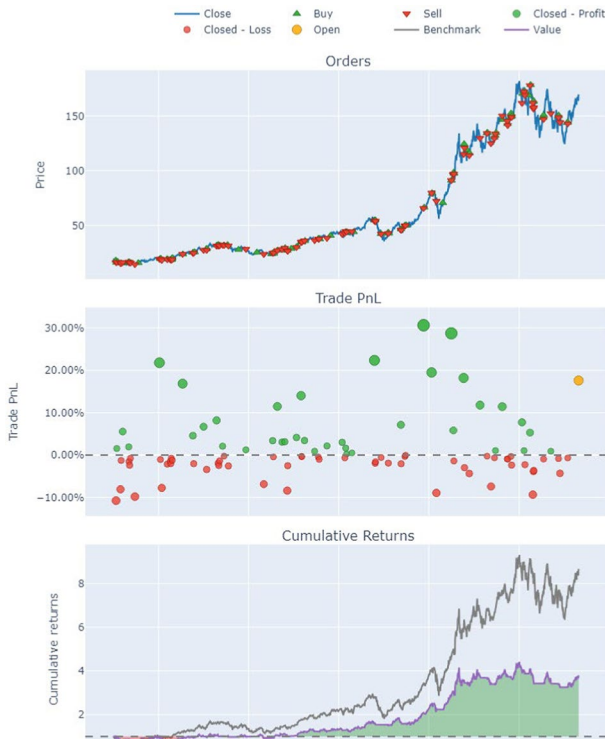 Close Buy Sell Closed - Profit
Closed - Loss Open Benchmark Value
Orders
Price
150
100
50
Trade PnL
Trade PnL
30.00%
20.00%
10.00%
0.00%
−10.00%
Cumulative Returns
Cumulative returns
8
6
4
2